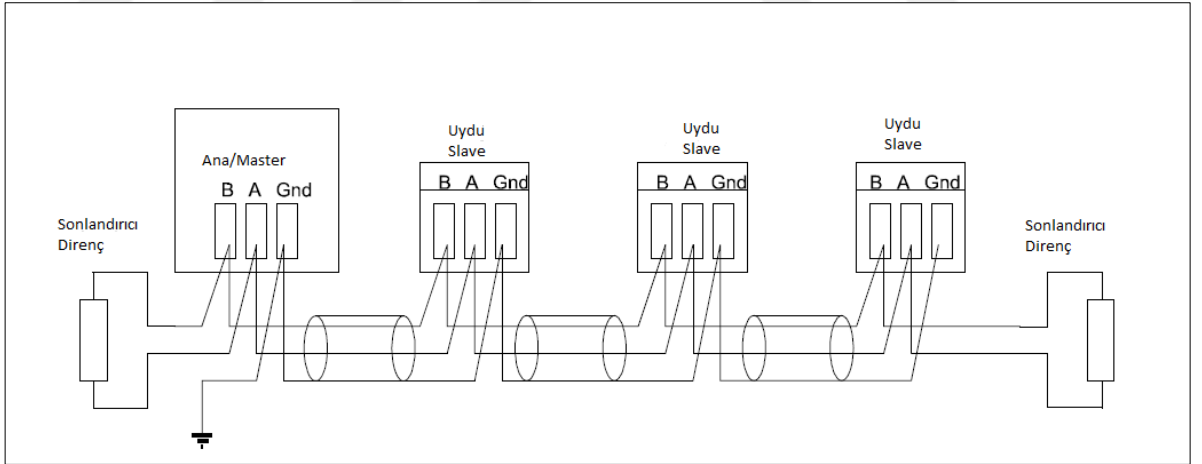 Uydu
Slave
Uydu
Slave
Uydu
Slave
Ana/Master
B A Gnd
B A Gnd
B A Gnd
B A Gnd
Sonlandırıcı
Direnç
Sonlandırıcı
Direnç